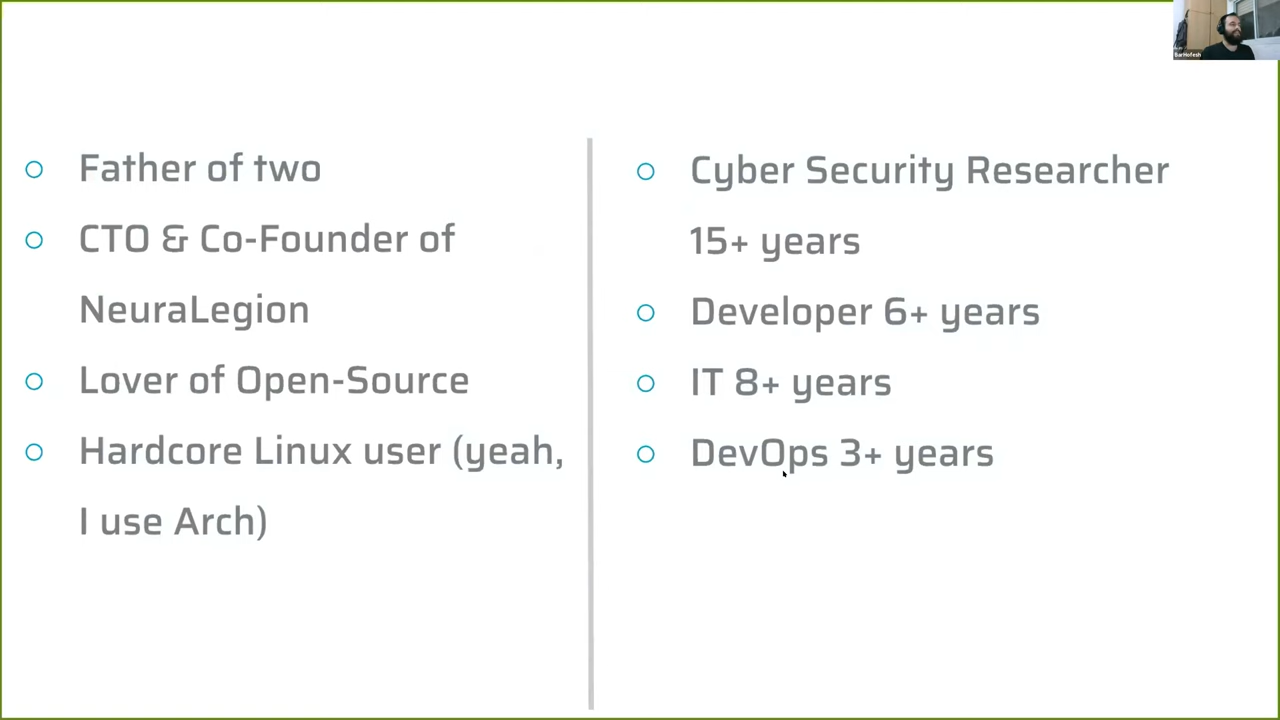 Father of two
CTO & Co-Founder of
NeuraLegion
Lover of Open-Source
Hardcore Linux user (yeah,
I use Arch)
Cyber Security Researcher
15+ years
Developer 6+ years
IT 8+ years
DevOps 3+ years
BarHofesh